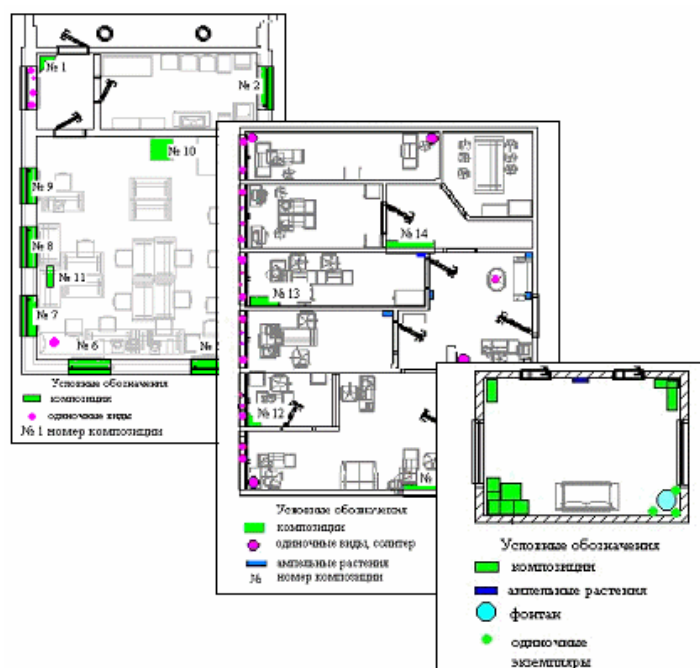 № 1
№ 2
№ 10
№ 9
№ 8
№ 11
№ 7
№ 6
Условные обозначения
композиции
одиночные виды
№ 1 номер композиции
№ 14
№ 13
№ 12
№
Условные обозначения
композиции
одиночные виды, солитер
ампельные растения
№ номер композиции
Условные обозначения
композиции
ампельные растения
фонтан
одиночные
экземпляры